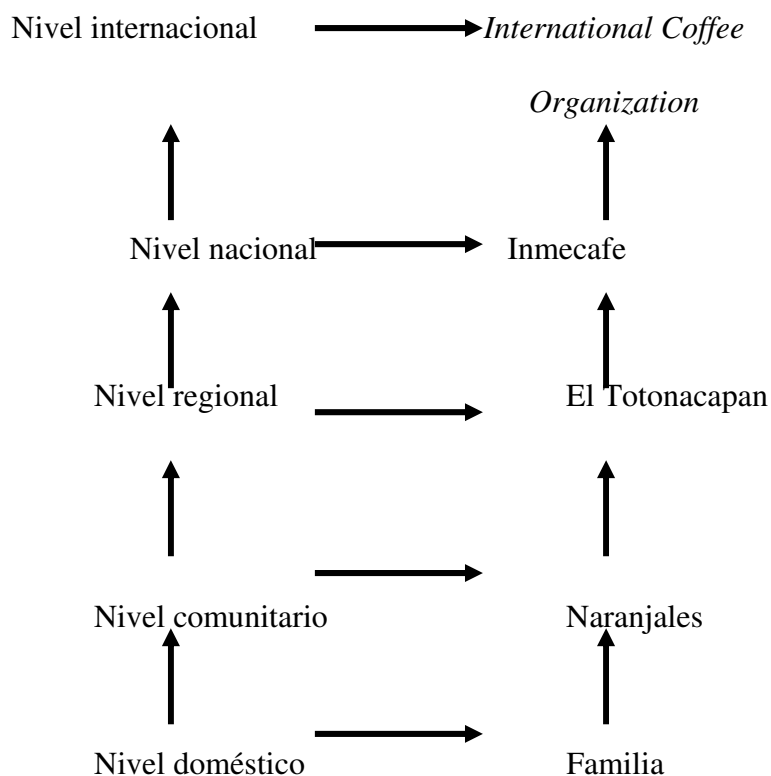 Nivel internacional International Coffee
Organization
Nivel nacional Inmecafe
Nivel regional El Totonacapan
Nivel comunitario Naranjales
Nivel doméstico Familia